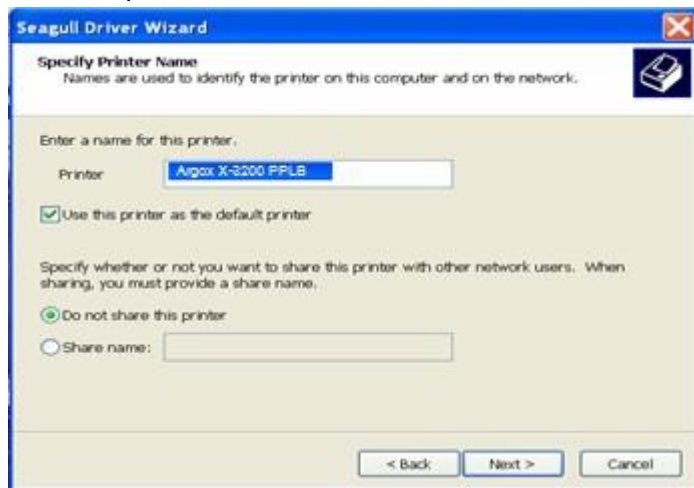 Seagull Driver Wizard
Specify Printer Name
Names are used to identify the printer on this computer and on the network.
Enter a name for this printer.
Printer Argox X-3200 PPLB
Use this printer as the default printer
Specify whether or not you want to share this printer with other network users. When
sharing, you must provide a share name.
Do not share this printer
Share name:
< Back Next > Cancel